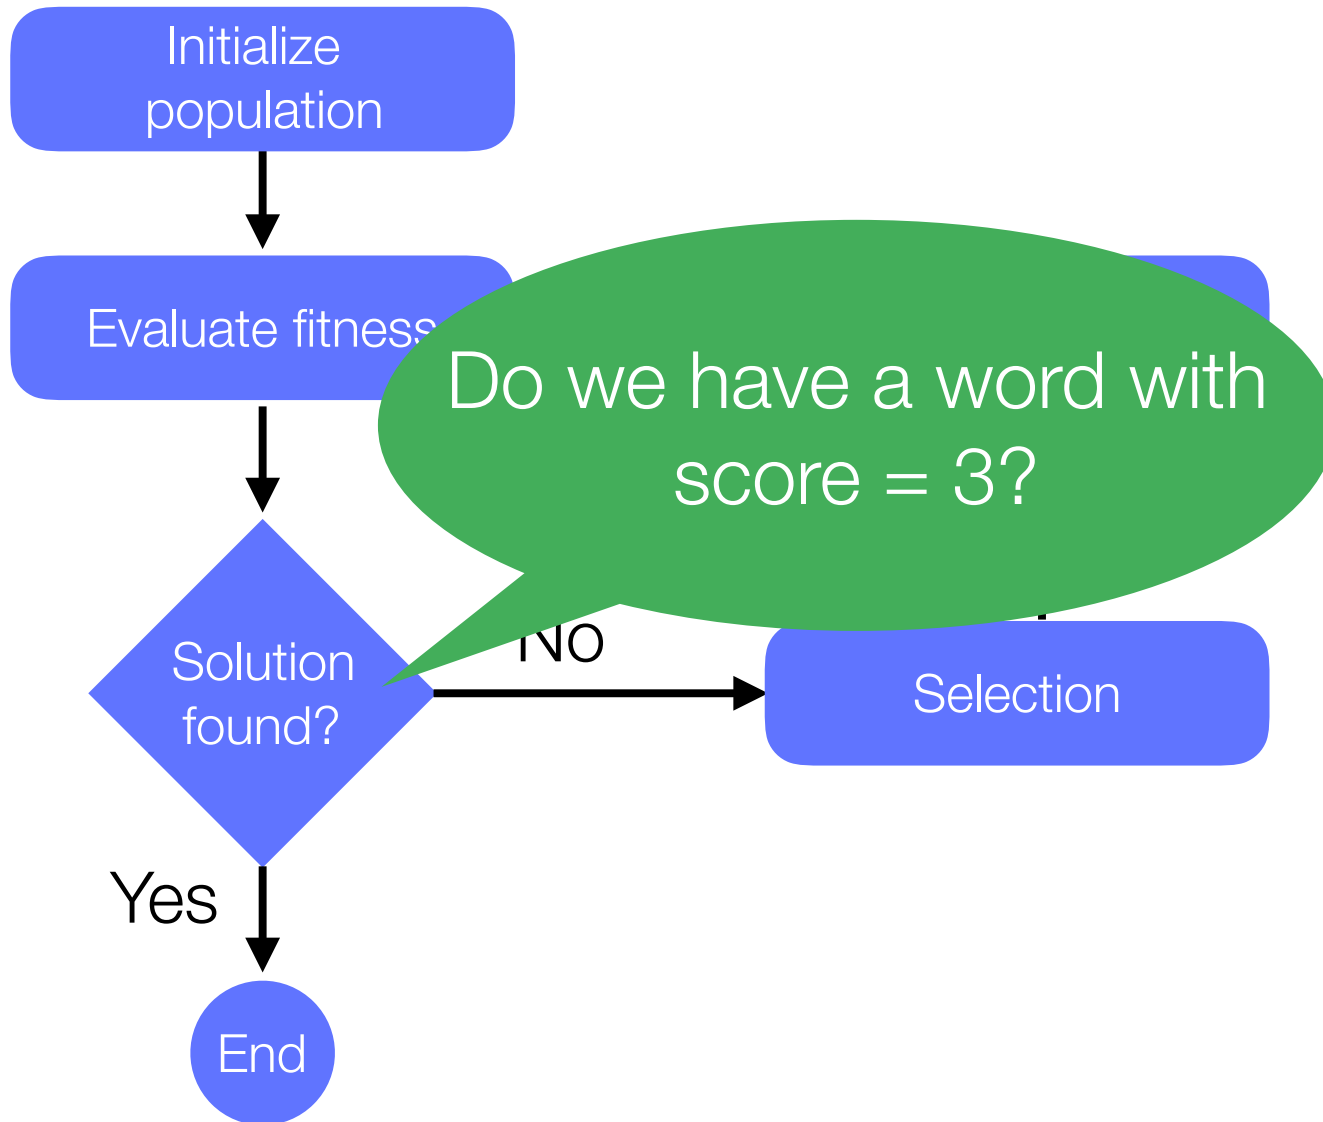 Initialize
population
Evaluate fitness
Do we have a word with
score = 3?
No
Solution
found?
Selection
Yes
End